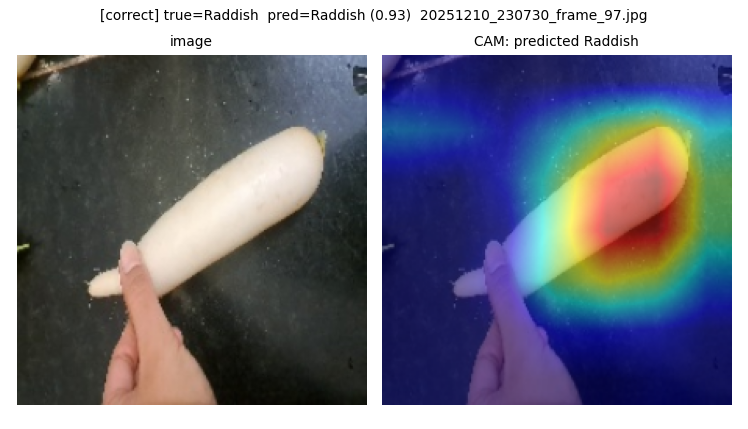 [correct] true=Raddish  pred=Raddish (0.93)  20251210_230730_frame_97.jpg
image
CAM: predicted Raddish